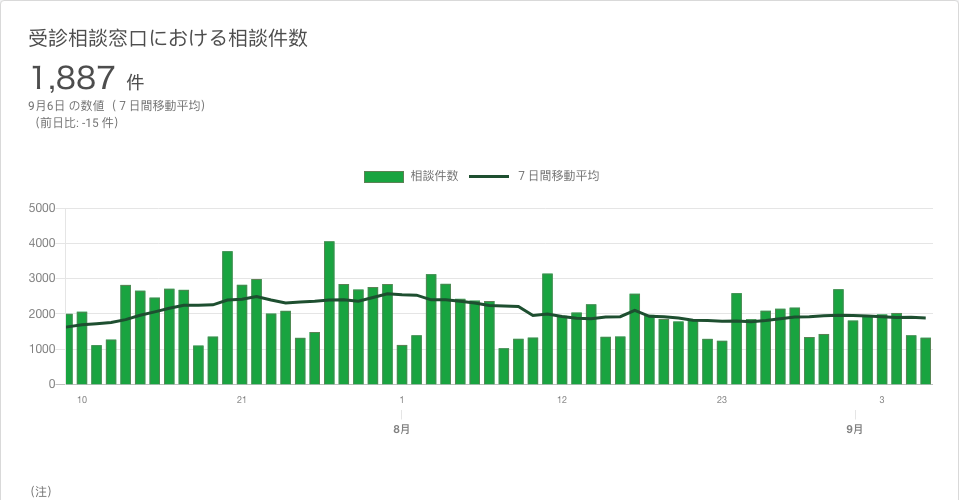 受診相談窓口における相談件数
1,887 件
9月6日 の数値（７日間移動平均）
（前日比: -15 件）
相談件数 ７日間移動平均
5000
4000
3000
2000
1000
0
10 21 1 12 23 3
8月 9月
（注）